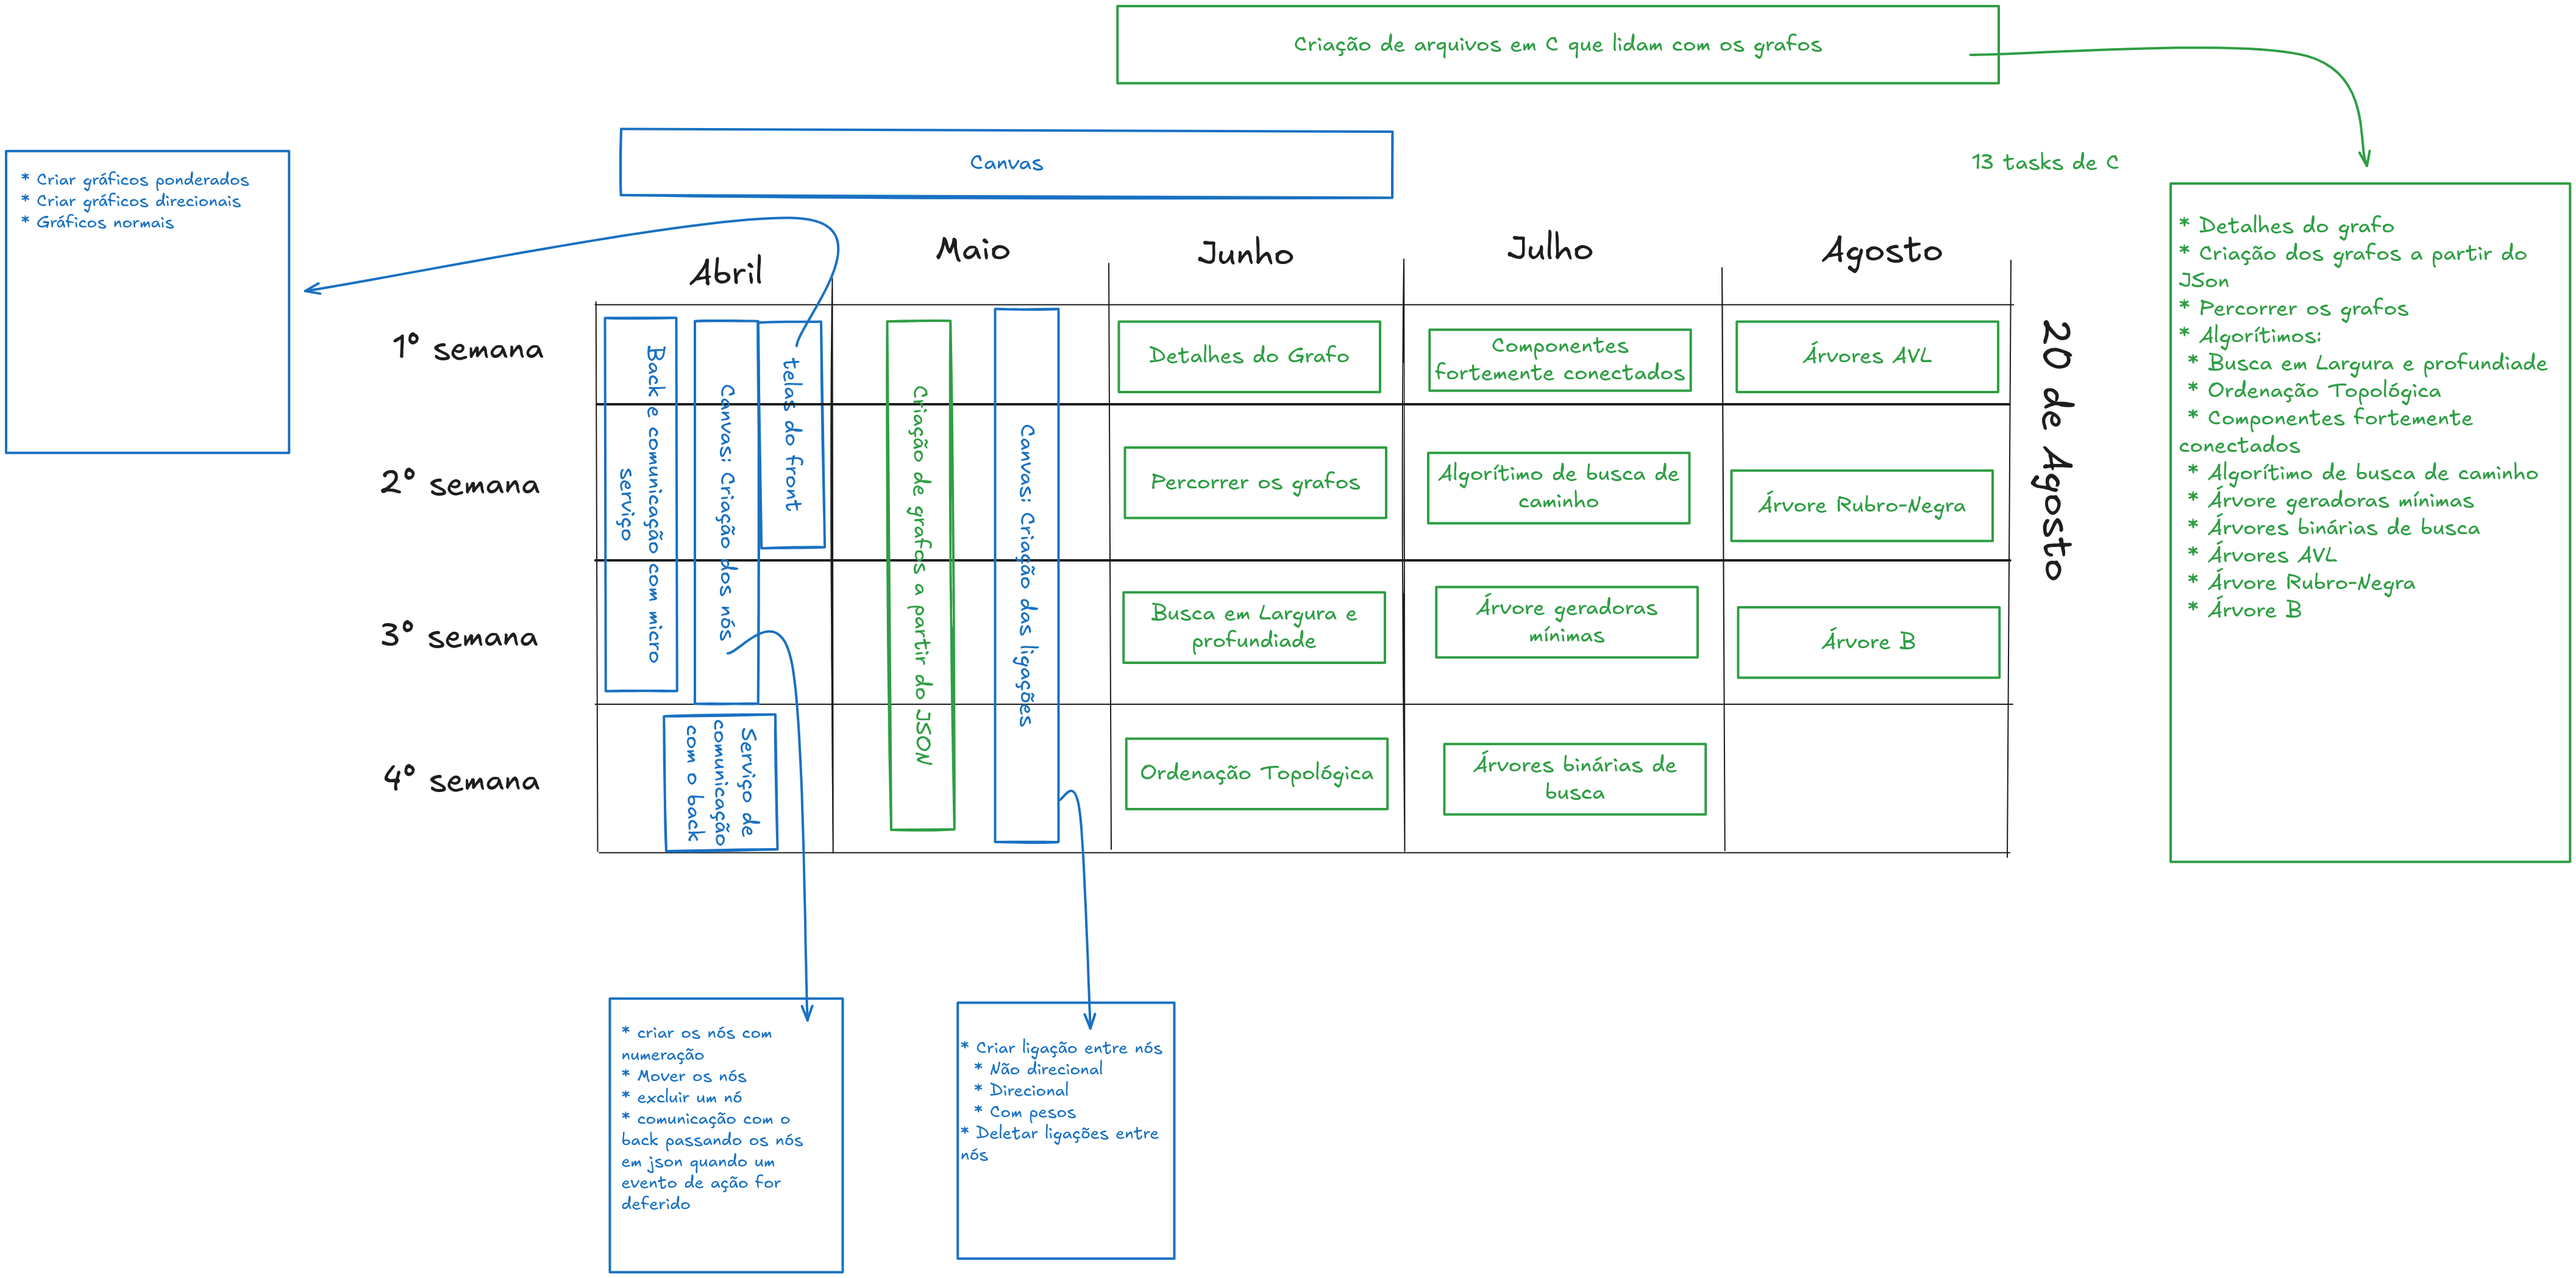 Criação de arquivos em C que lidam com os grafos
Canvas
13 tasks de C
* Criar gráficos ponderados
* Criar gráficos direcionais
* Gráficos normais
Abril
Maio
Junho
Julho
Agosto
1º semana
2º semana
3º semana
4º semana
Back e comunicação com micro
serviço
Canvas: Criação dos nós
telas do front
Serviço de
comunicação
com o back
Criação de grafos a partir do JSON
Canvas: Criação das ligações
Detalhes do Grafo
Percorrer os grafos
Busca em Largura e
profundiade
Ordenação Topológica
Componentes
fortemente conectados
Algorítimo de busca de
caminho
Árvore geradoras
mínimas
Árvores binárias de
busca
Árvores AVL
Árvore Rubro-Negra
Árvore B
20 de Agosto
* Detalhes do grafo
* Criação dos grafos a partir do
JSon
* Percorrer os grafos
* Algorítimos:
* Busca em Largura e profundiade
* Ordenação Topológica
* Componentes fortemente
conectados
* Algorítimo de busca de caminho
* Árvore geradoras mínimas
* Árvores binárias de busca
* Árvores AVL
* Árvore Rubro-Negra
* Árvore B
* criar os nós com
numeração
* Mover os nós
* excluir um nó
* comunicação com o
back passando os nós
em json quando um
evento de ação for
deferido
* Criar ligação entre nós
* Não direcional
* Direcional
* Com pesos
* Deletar ligações entre
nós